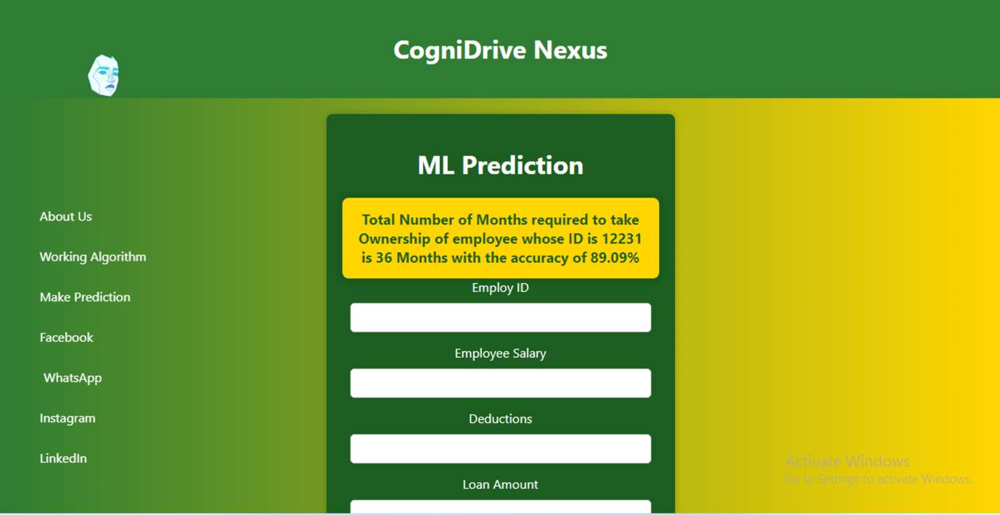 CogniDrive Nexus
About Us
Working Algorithm
Make Prediction
Facebook
WhatsApp
Instagram
LinkedIn
ML Prediction
Total Number of Months required to take
Ownership of employee whose ID is 12231
is 36 Months with the accuracy of 89.09%
Employ ID
Employee Salary
Deductions
Loan Amount
Activate Windows
Go to Settings to activate Windows.